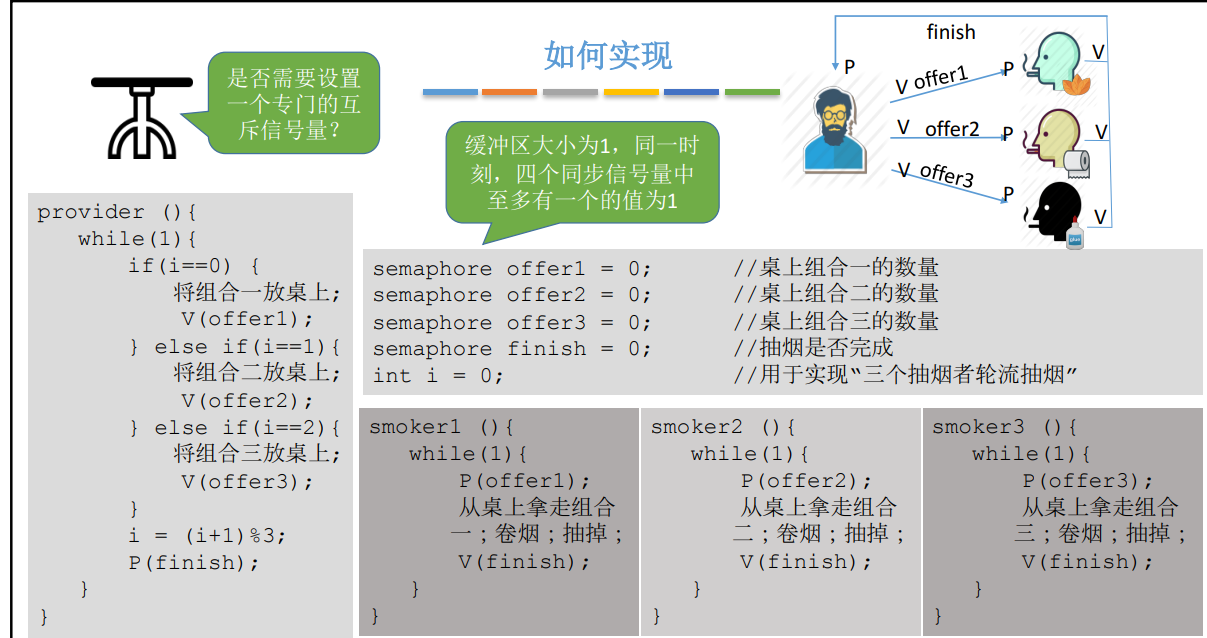 如何实现
是否需要设置
一个专门的互
斥信号量？
缓冲区大小为1，同一时
刻，四个同步信号量中
至多有一个的值为1
finish
P
V offer1 P V
V offer2 P V
V offer3 P V
provider (){
while(1){
if(i==0) {
将组合一放桌上;
V(offer1);
} else if(i==1){
将组合二放桌上;
V(offer2);
} else if(i==2){
将组合三放桌上;
V(offer3);
}
i = (i+1)%3;
P(finish);
}
}
semaphore offer1 = 0; //桌上组合一的数量
semaphore offer2 = 0; //桌上组合二的数量
semaphore offer3 = 0; //桌上组合三的数量
semaphore finish = 0; //抽烟是否完成
int i = 0; //用于实现“三个抽烟者轮流抽烟”
smoker1 (){
while(1){
P(offer1);
从桌上拿走组合
一；卷烟；抽掉；
V(finish);
}
}
smoker2 (){
while(1){
P(offer2);
从桌上拿走组合
二；卷烟；抽掉；
V(finish);
}
}
smoker3 (){
while(1){
P(offer3);
从桌上拿走组合
三；卷烟；抽掉；
V(finish);
}
}